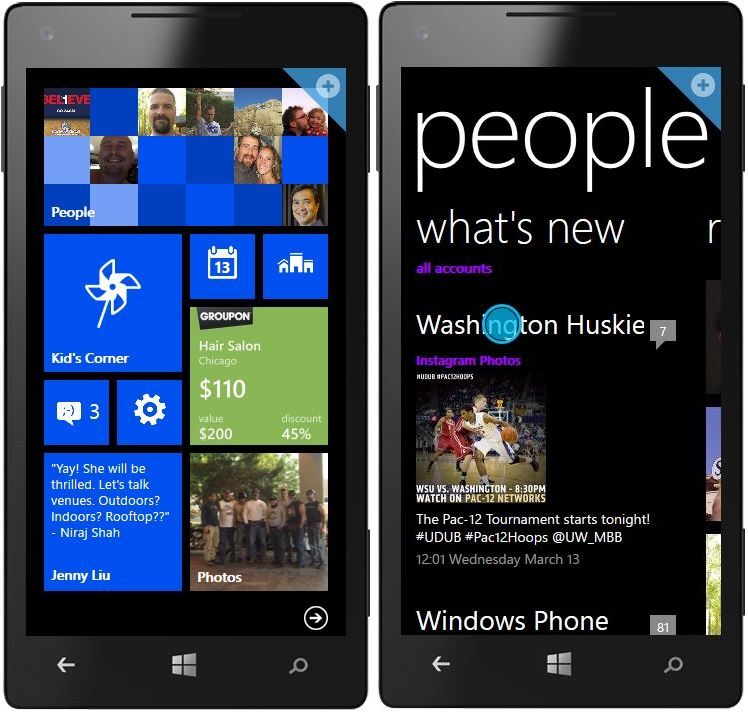 BEL1EVE
People
13
Kid's Corner
GROUPON
Hair Salon
Chicago
$110
value
discount
$200
45%
3
"Yay! She will be
thrilled. Let's talk
venues. Outdoors?
Indoors? Rooftop??"
- Niraj Shah
Jenny Liu
Photos
people
what's new
all accounts
Washington Huskie
7
Instagram Photos
#UDUB #PAC12HOOPS
WSU VS. WASHINGTON - 8:30PM
WATCH ON PAC-12 NETWORKS
The Pac-12 Tournament starts tonight!
#UDUB #Pac12Hoops @UW_MBB
12:01 Wednesday March 13
Windows Phone
81